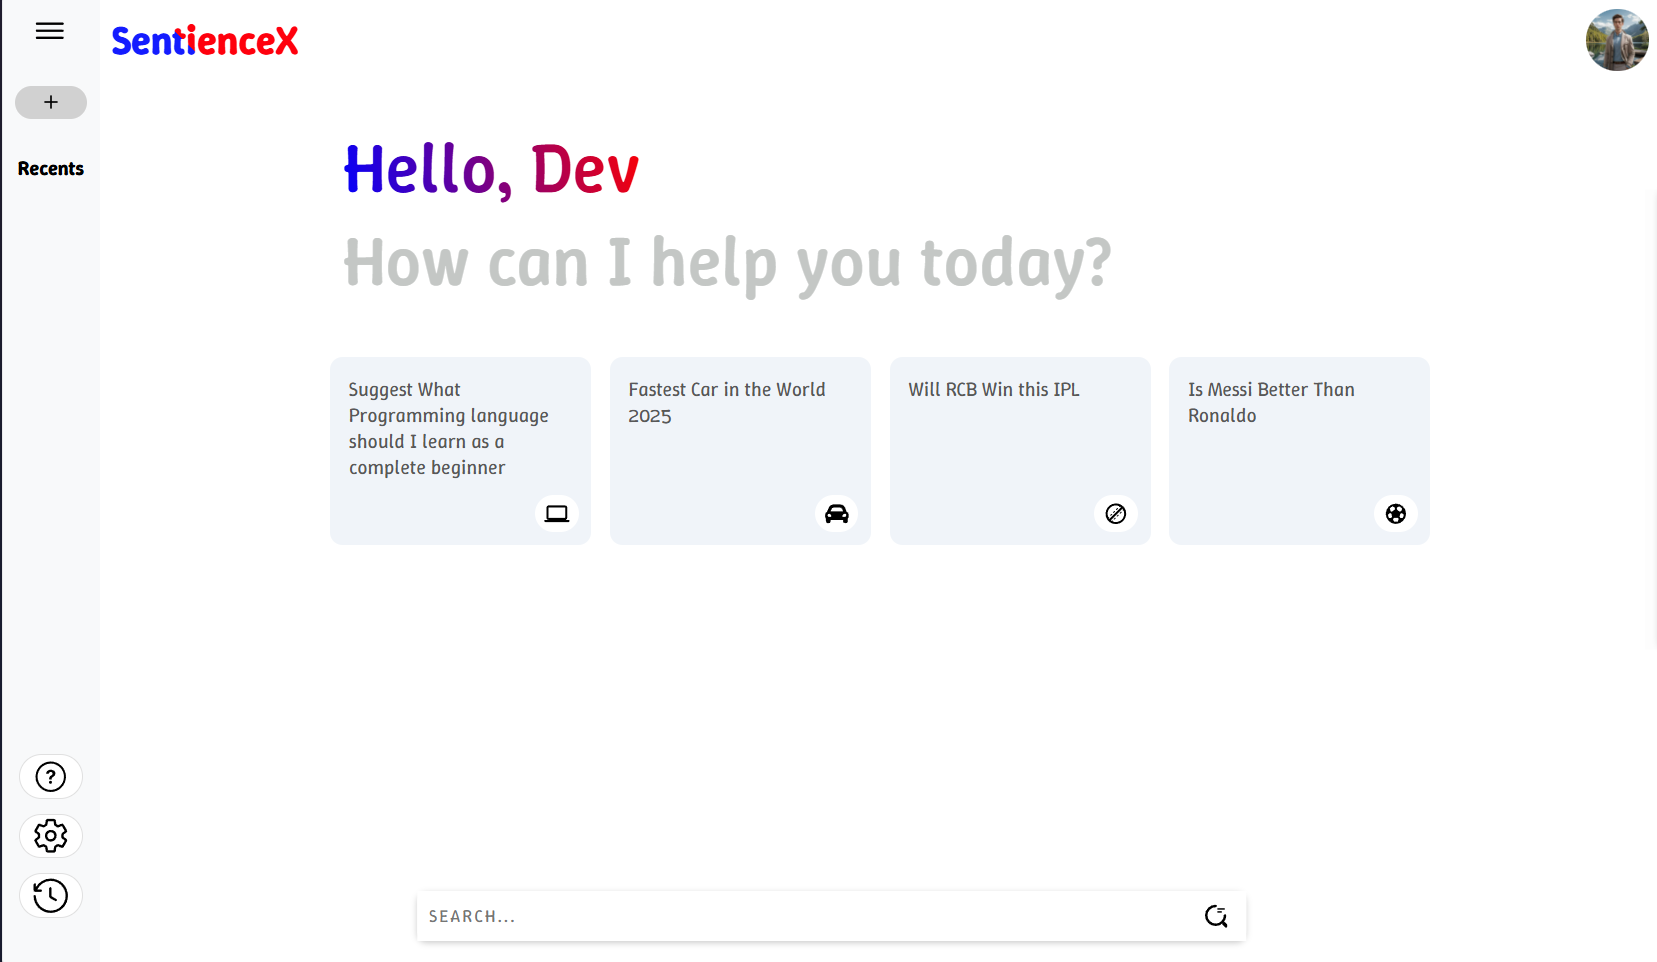 SentienceX
+
Recents
Hello, Dev
How can I help you today?
Suggest What
Programming language
should I learn as a
complete beginner
Fastest Car in the World
2025
Will RCB Win this IPL
Is Messi Better Than
Ronaldo
?
SEARCH...